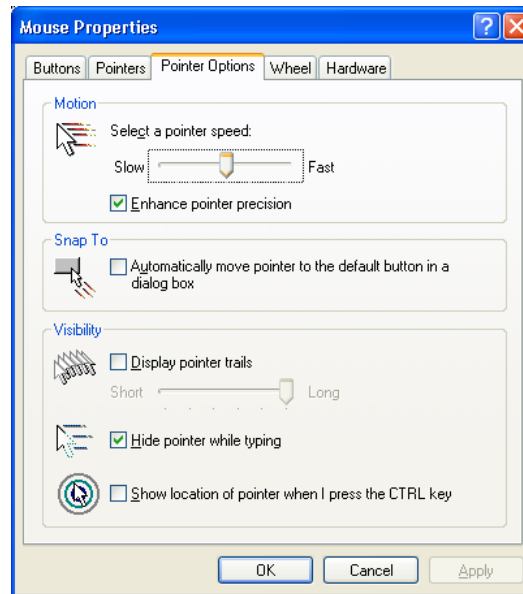 Mouse Properties
Buttons Pointers Pointer Options Wheel Hardware
Motion
Select a pointer speed:
Slow Fast
Enhance pointer precision
Snap To
Automatically move pointer to the default button in a
dialog box
Visibility
Display pointer trails
Short Long
Hide pointer while typing
Show location of pointer when I press the CTRL key
OK Cancel Apply